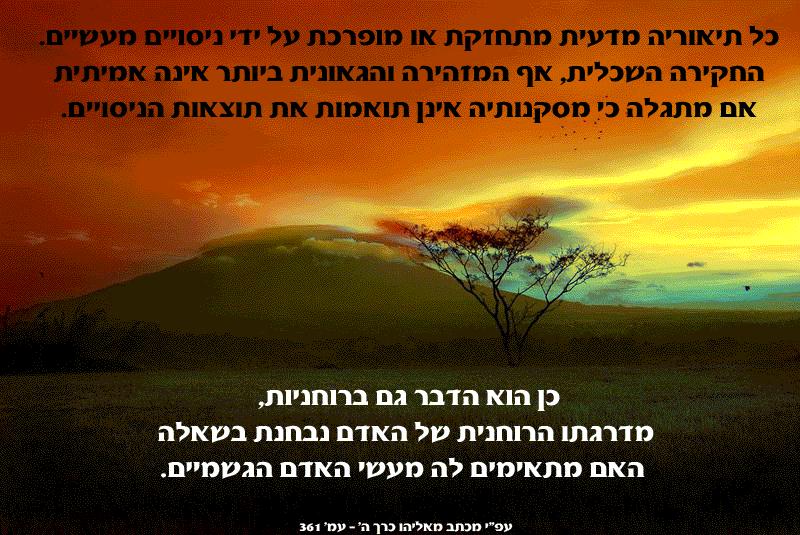 כל תיאוריה מדעית מתחזקת או מופרכת על ידי ניסויים מעשיים.
החקירה השכלית, אף המזהירה והגאונית ביותר אינה אמיתית
אם מתגלה כי מסקנותיה אינן תואמות את תוצאות הניסויים.
כן הוא הדבר גם ברוחניות,
מדרגתו הרוחנית של האדם נבחנת בשאלה
האם מתאימים לה מעשי האדם הגשמיים.
עפ"י מכתב מאליהו כרך ה' - עמ' 361